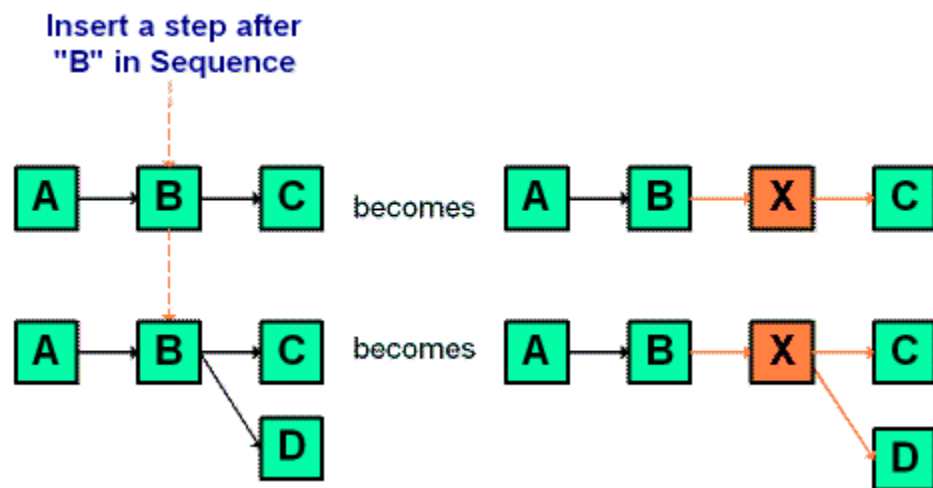 Insert a step after
"B" in Sequence
A B C becomes A B X C
A B C becomes A B X C
D D